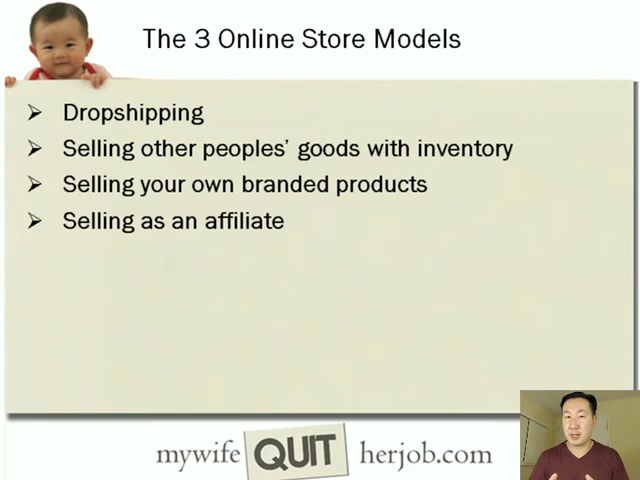 The 3 Online Store Models
Dropshipping
Selling other peoples' goods with inventory
Selling your own branded products
Selling as an affiliate
mywife QUIT herjob.com